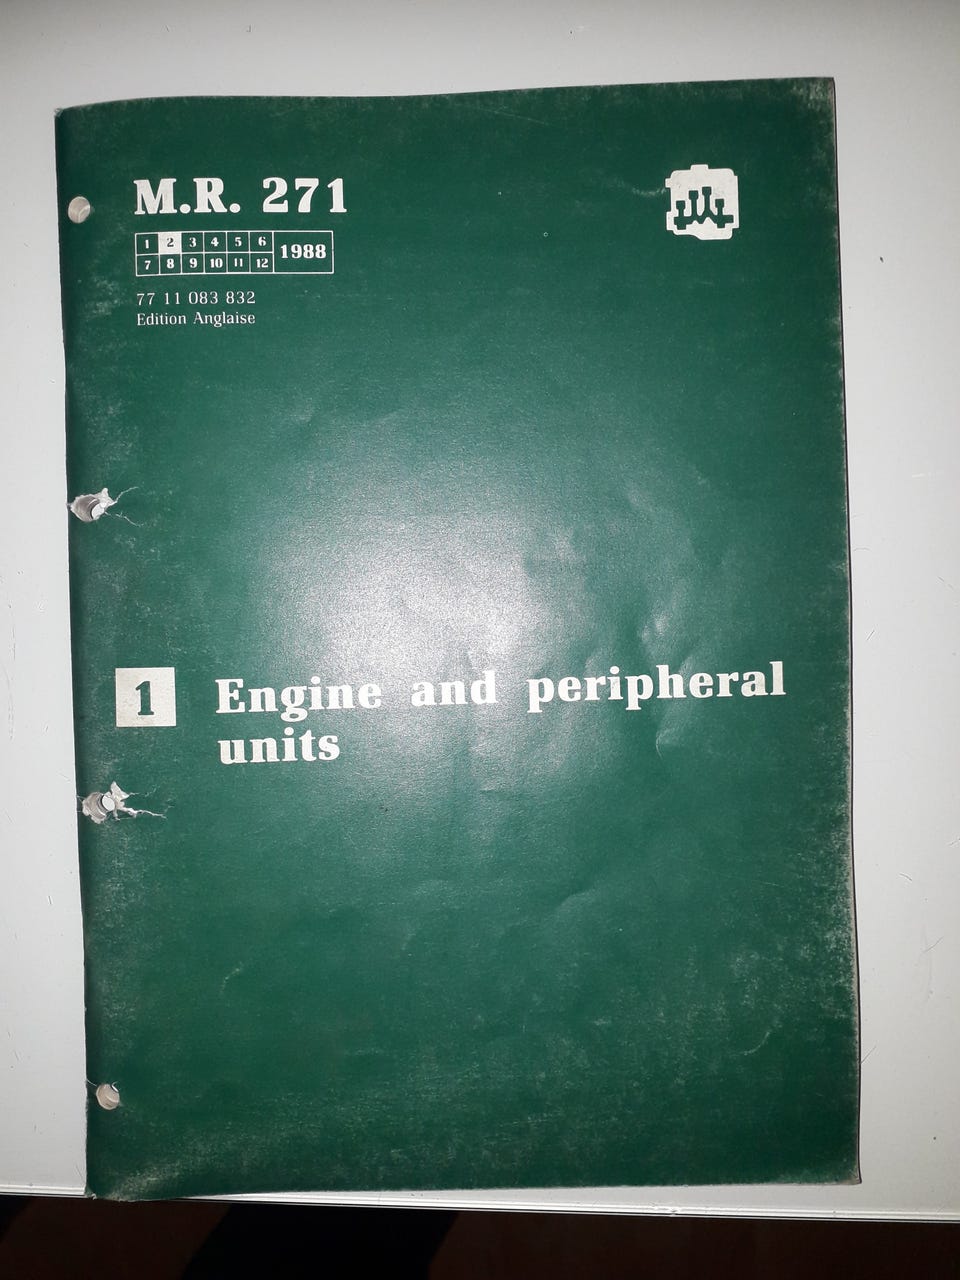 M.R. 271
1 2 3 4 5 6 1988
7 8 9 10 11 12
77 11 083 832
Edition Anglaise
1 Engine and peripheral
units